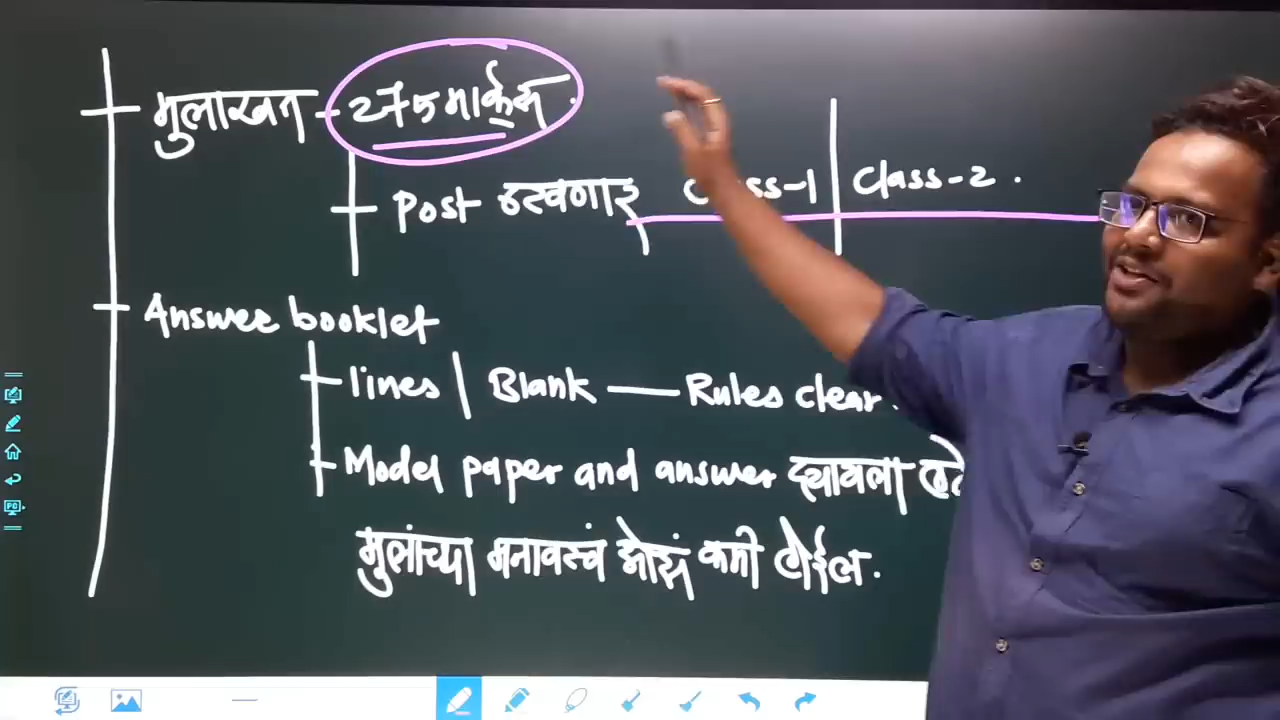 मुलाखत - 275 मार्क्स.
Post ठरवणार Class-1 | Class-2.
Answer booklet
lines | Blank — Rules clear.
Model paper and answer द्यायला
मुलांच्या मनावरचं ओझं कमी होईल.